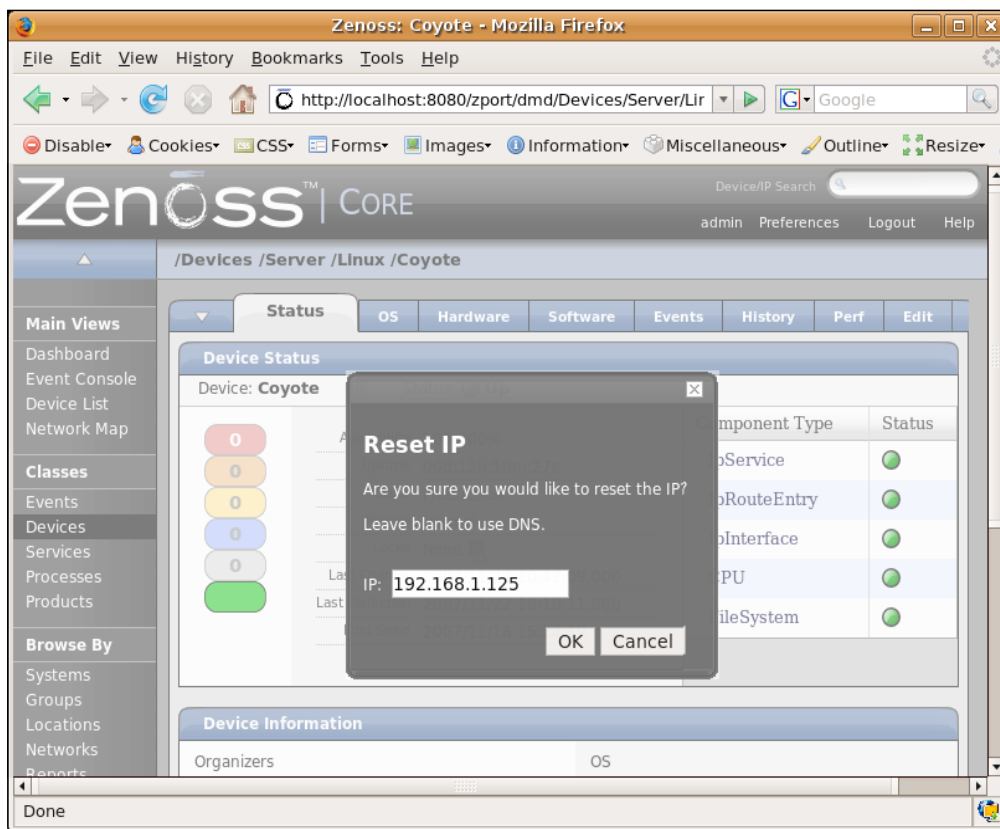 Zenoss: Coyote - Mozilla Firefox
File Edit View History Bookmarks Tools Help
http://localhost:8080/zport/dmd/Devices/Server/Lir
G Google
Disable Cookies CSS Forms Images Information Miscellaneous Outline Resize
Zenoss™ | CORE
Device/IP Search
admin Preferences Logout Help
/Devices /Server /Linux /Coyote
Main Views
Dashboard
Event Console
Device List
Network Map
Classes
Events
Devices
Services
Processes
Products
Browse By
Systems
Groups
Locations
Networks
Reports
Status OS Hardware Software Events History Perf Edit
Device Status
Device: Coyote
0
0
0
0
0
Last
Component Type Status
IpService
IpRouteEntry
IpInterface
CPU
FileSystem
Reset IP
Are you sure you would like to reset the IP?
Leave blank to use DNS.
IP: 192.168.1.125
OK Cancel
Device Information
Organizers OS
Done